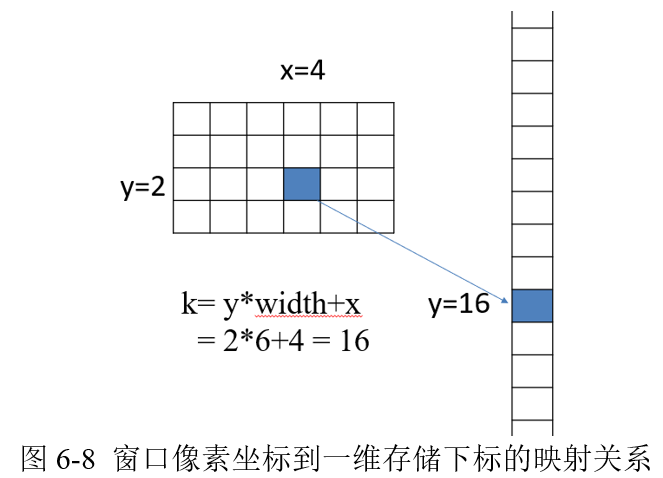 x=4
y=2
y=16
k= y*width+x
= 2*6+4 = 16
图 6-8 窗口像素坐标到一维存储下标的映射关系